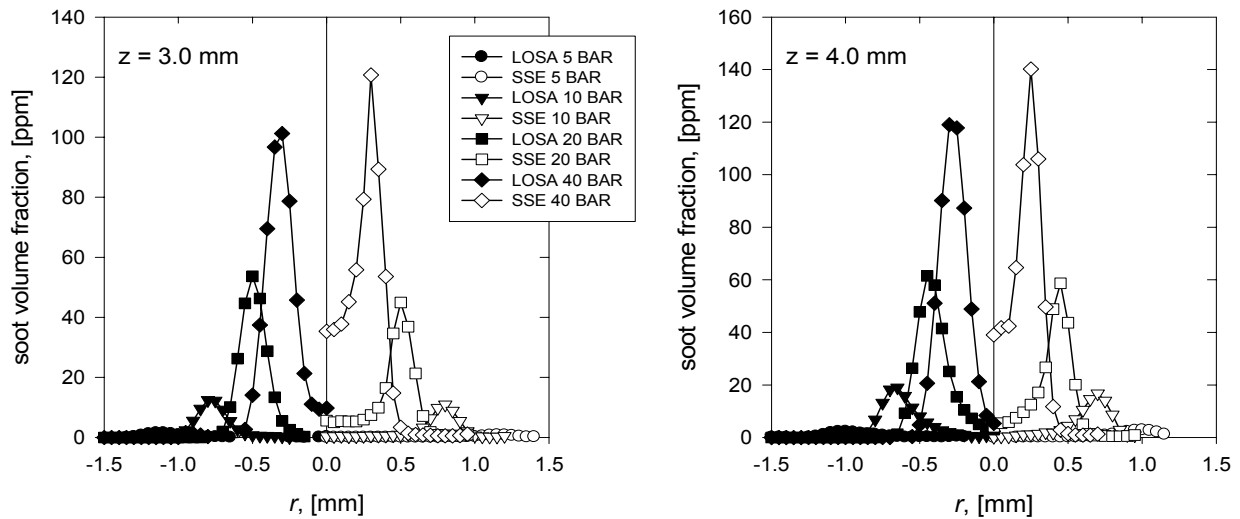 z = 3.0 mm
soot volume fraction, [ppm]
140
120
100
80
60
40
20
0
-1.5 -1.0 -0.5 0.0 0.5 1.0 1.5
r, [mm]
LOSA 5 BAR
SSE 5 BAR
LOSA 10 BAR
SSE 10 BAR
LOSA 20 BAR
SSE 20 BAR
LOSA 40 BAR
SSE 40 BAR
z = 4.0 mm
soot volume fraction, [ppm]
160
140
120
100
80
60
40
20
0
-1.5 -1.0 -0.5 0.0 0.5 1.0 1.5
r, [mm]